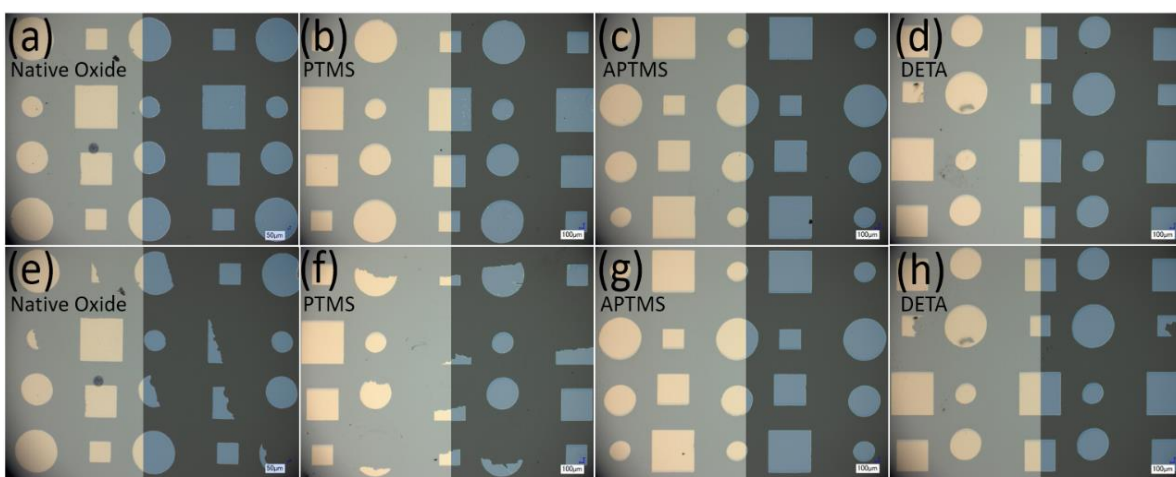 (a)
Native Oxide
50µm
(b)
PTMS
100µm
(c)
APTMS
100µm
(d)
DETA
100µm
(e)
Native Oxide
50µm
(f)
PTMS
100µm
(g)
APTMS
100µm
(h)
DETA
100µm